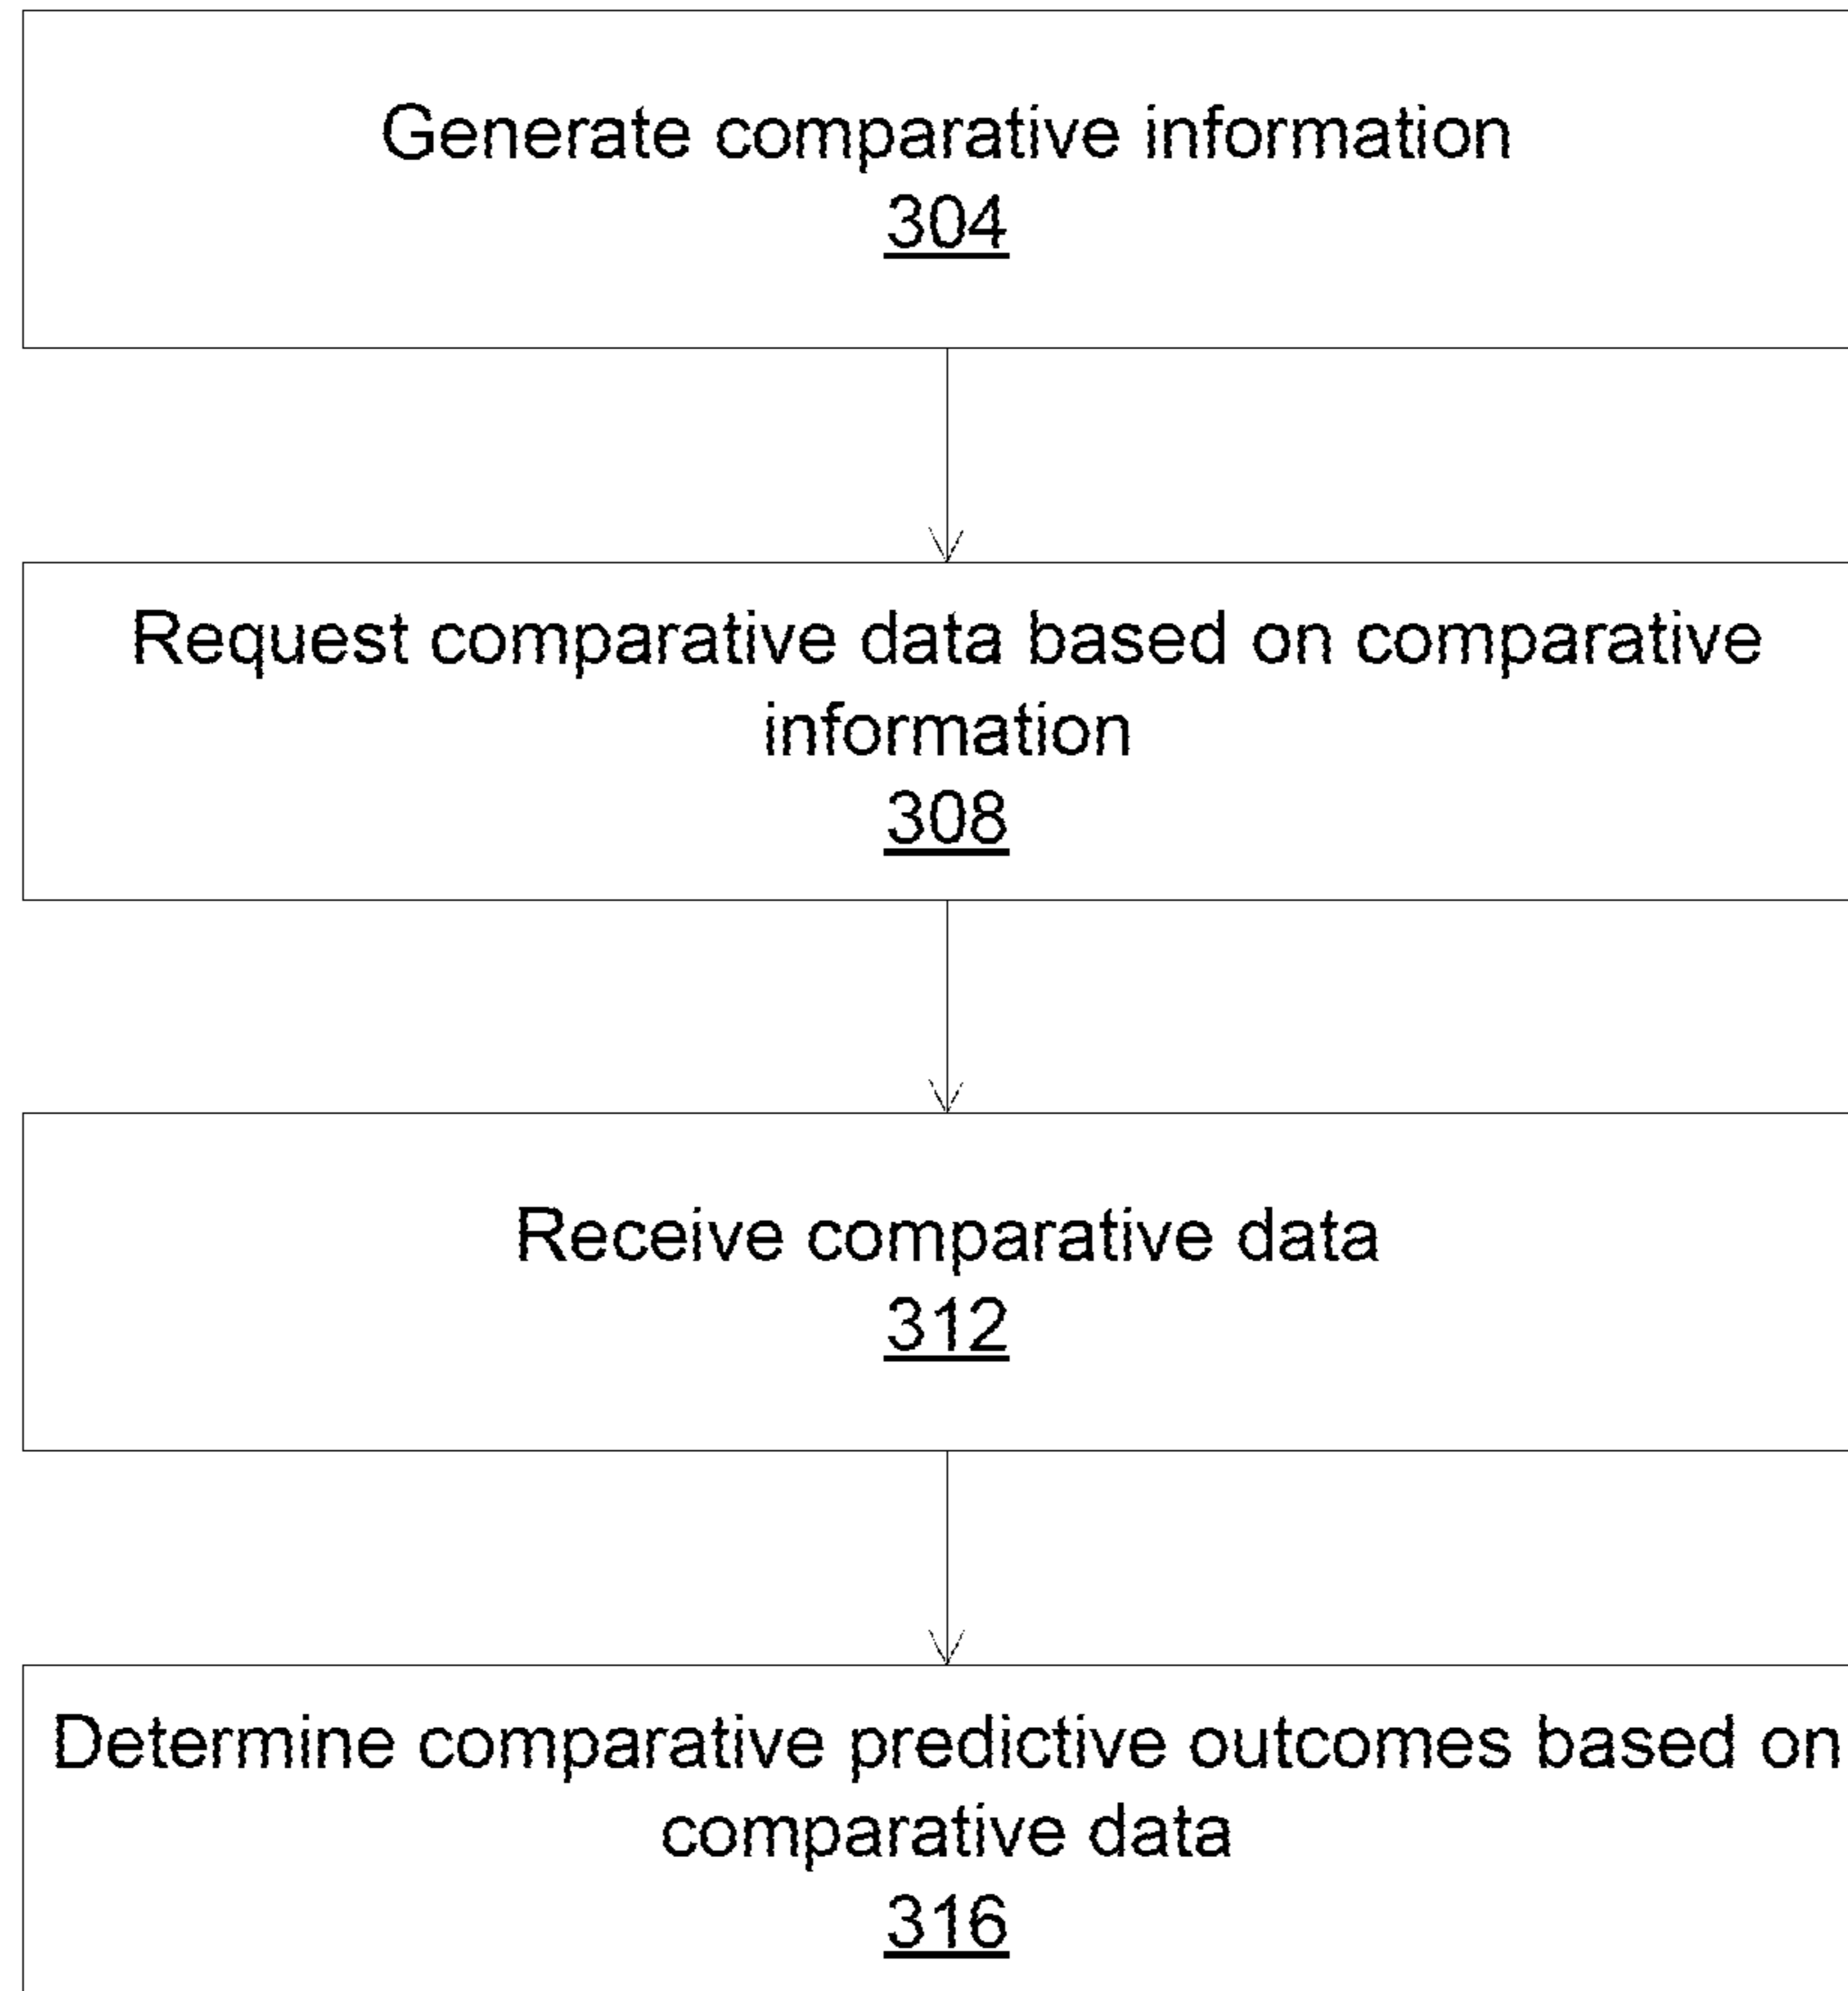 Generate comparative information
304
Request comparative data based on comparative
information
308
Receive comparative data
312
Determine comparative predictive outcomes based on
comparative data
316